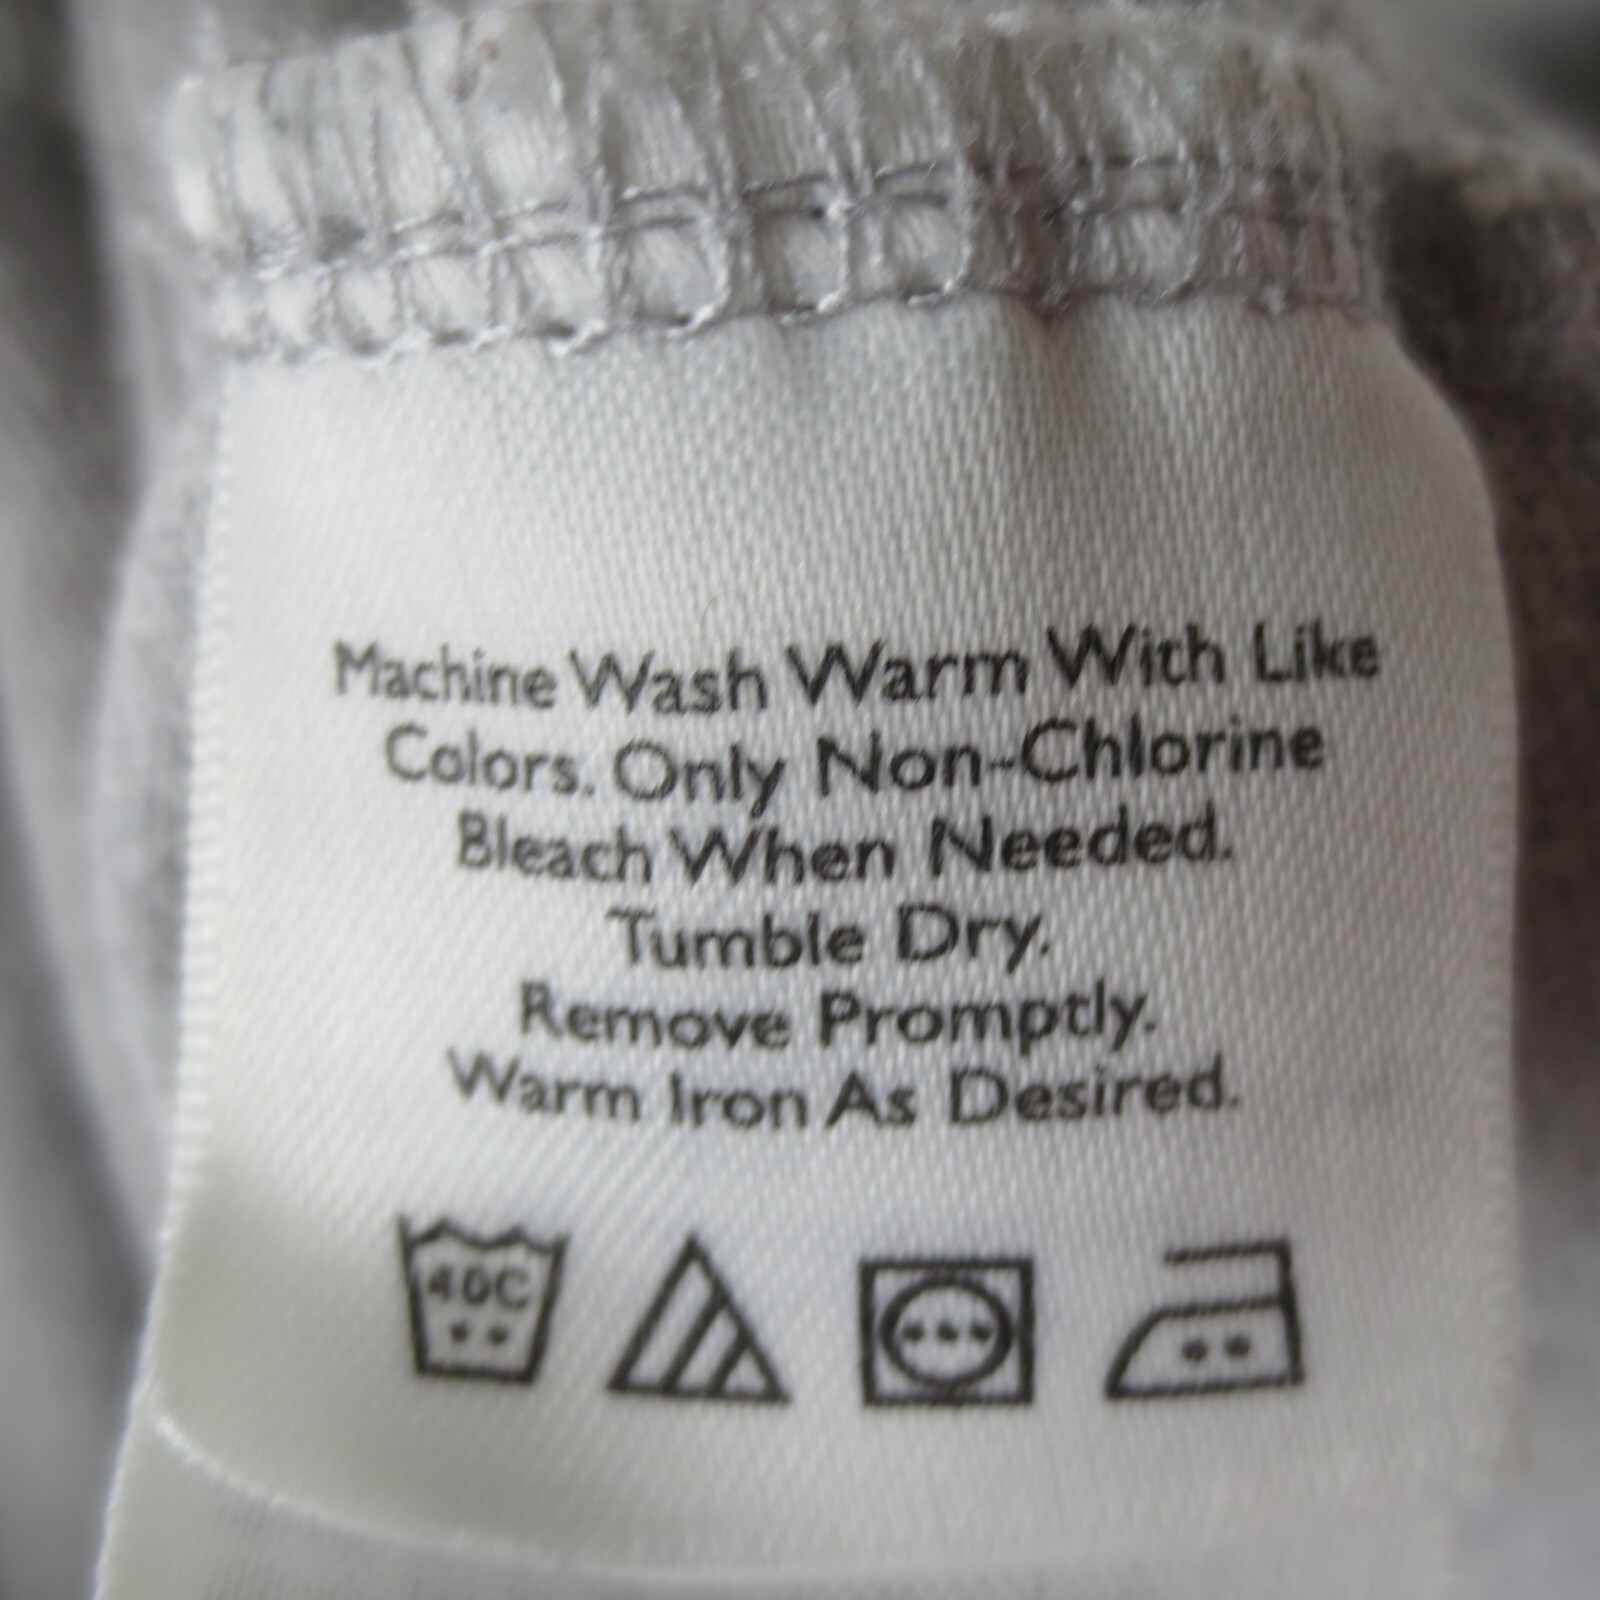 Machine Wash Warm With Like
Colors. Only Non-Chlorine
Bleach When Needed.
Tumble Dry.
Remove Promptly.
Warm Iron As Desired.
40C